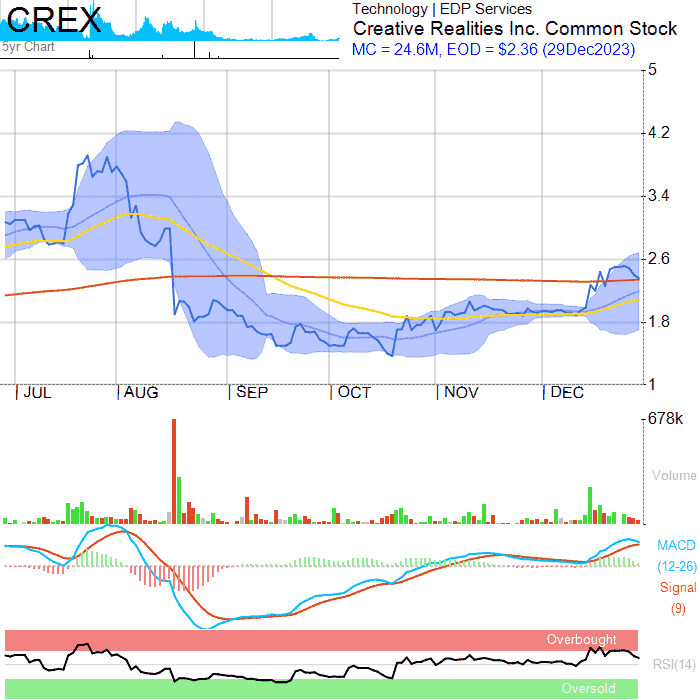 CREX
5yr Chart
Technology | EDP Services
Creative Realities Inc. Common Stock
MC = 24.6M, EOD = $2.36 (29Dec2023)
5
4.2
3.4
2.6
1.8
1
JUL AUG SEP OCT NOV DEC
678k
Volume
MACD
(12-26)
Signal
(9)
Overbought
RSI(14)
Oversold